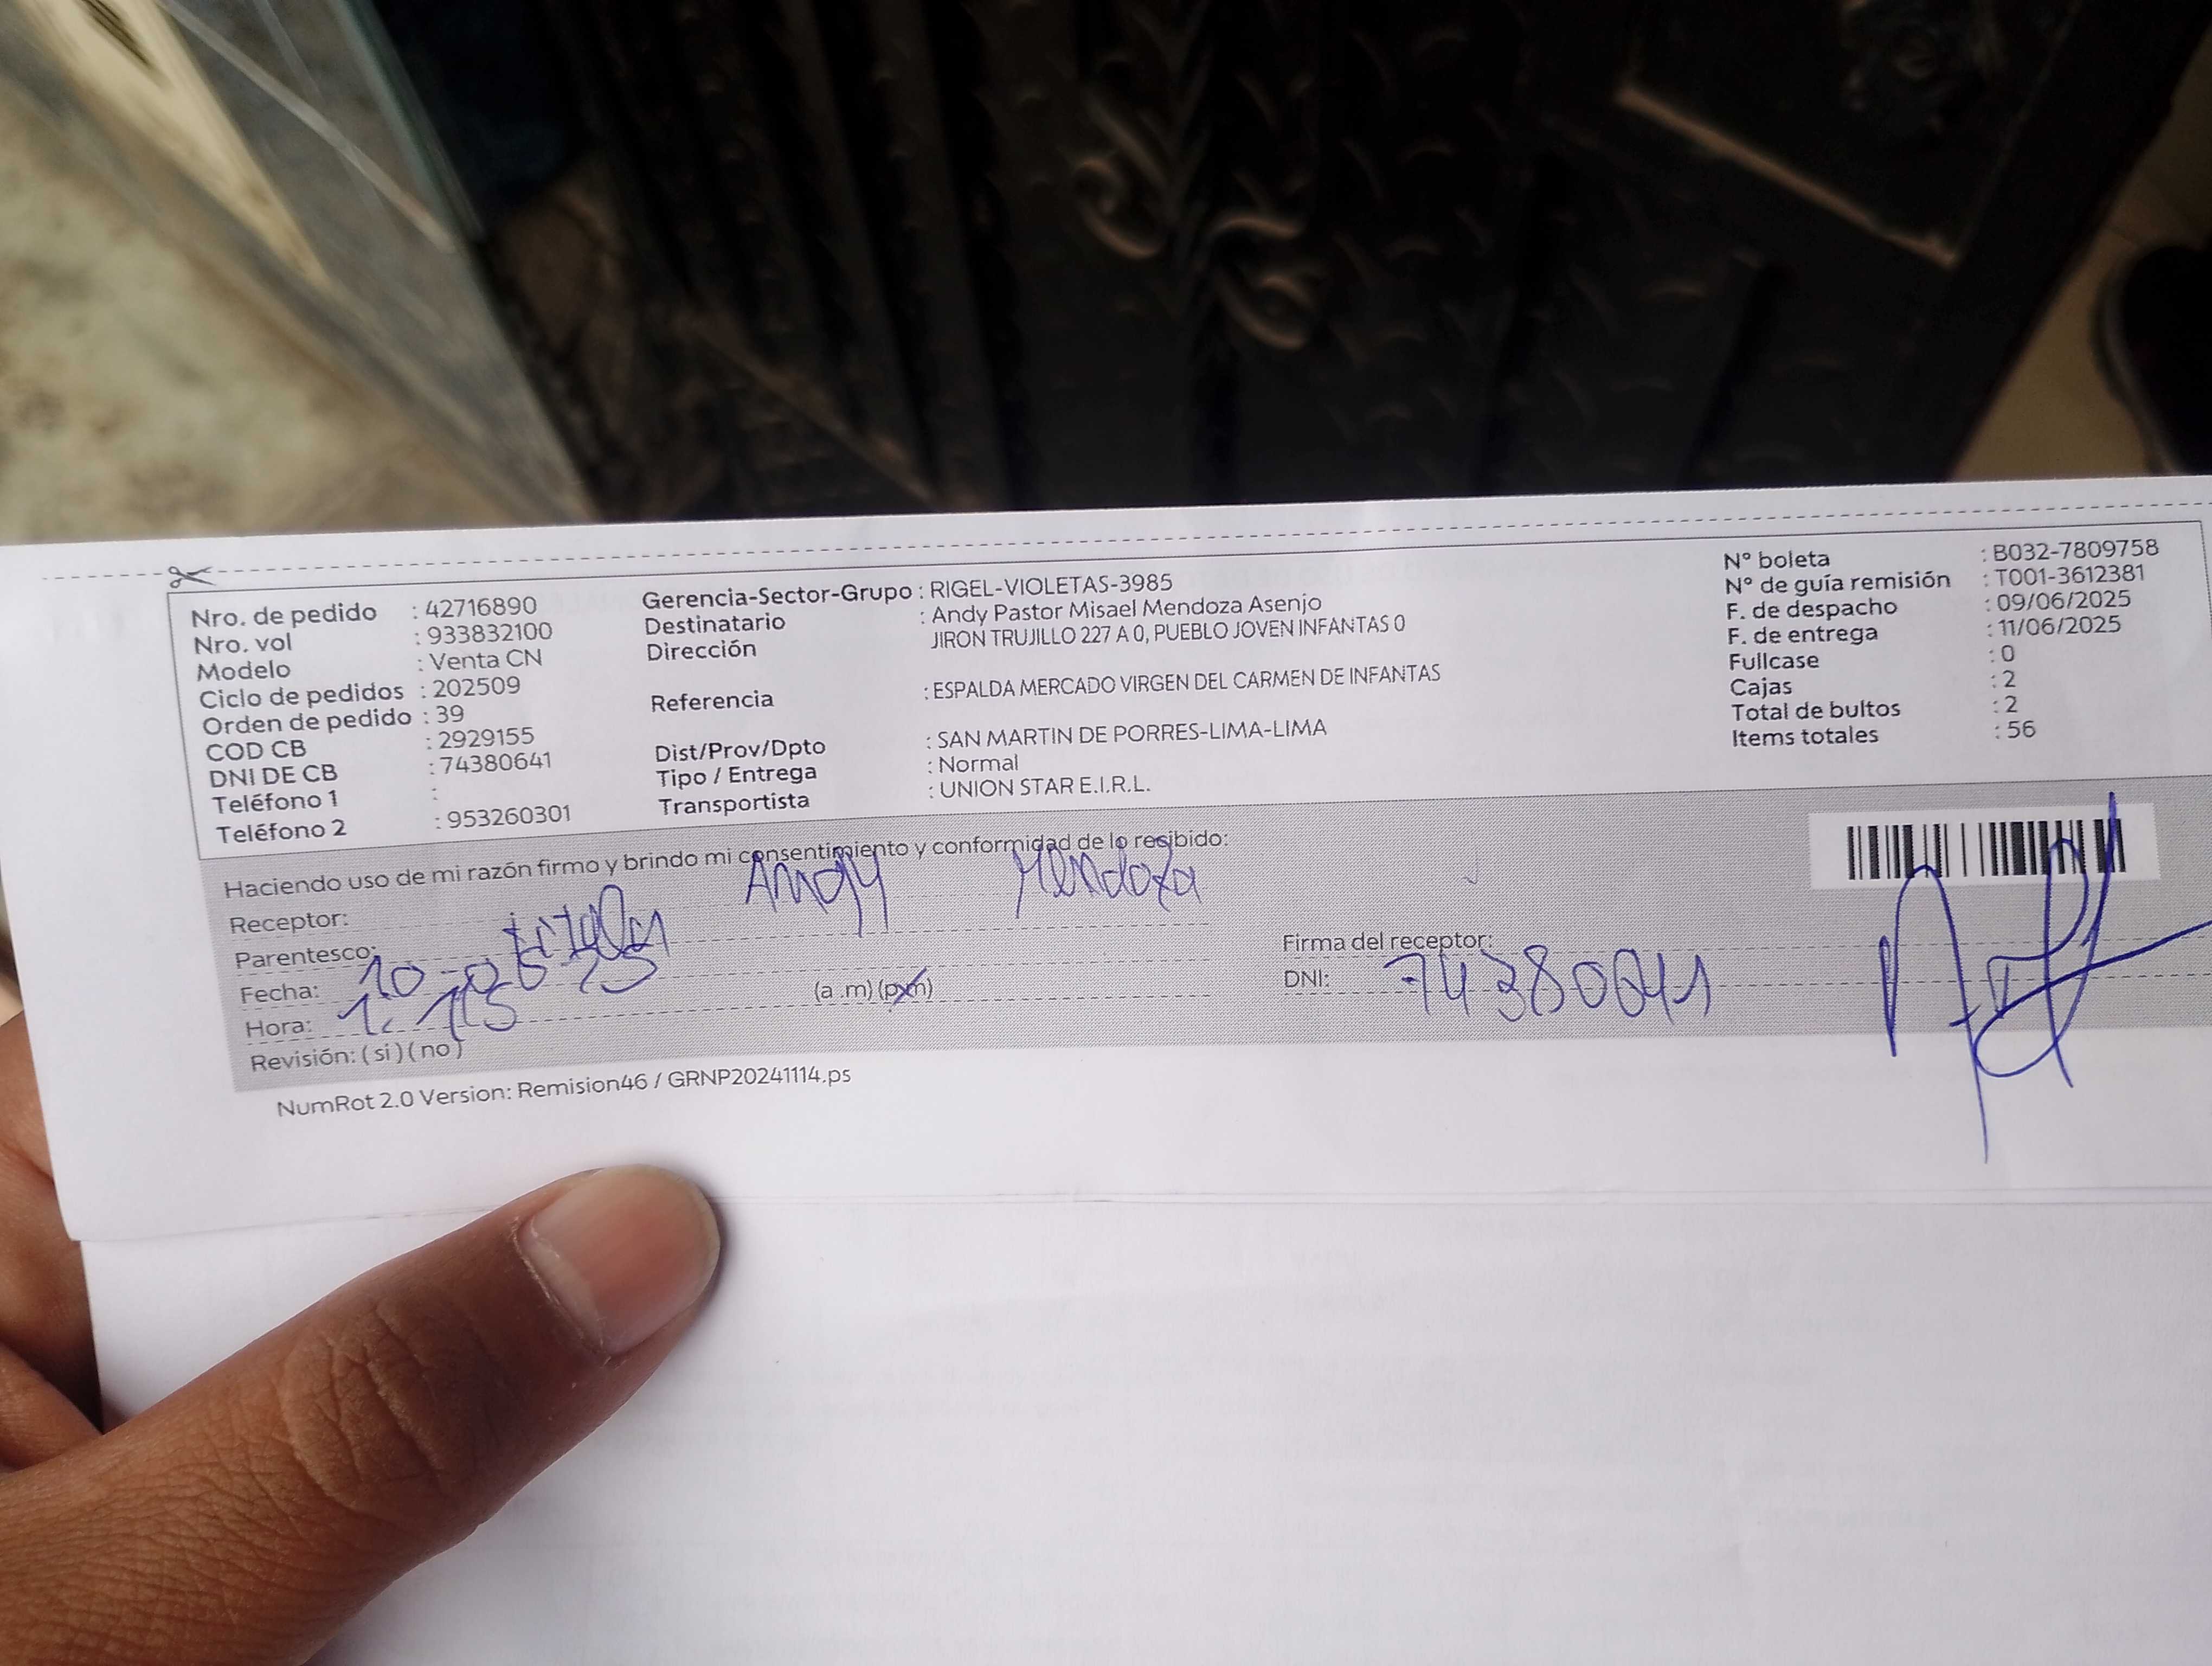 Nro. de pedido : 42716890
Nro. vol : 933832100
Modelo : Venta CN
Ciclo de pedidos : 202509
Orden de pedido : 39
COD CB : 2929155
DNI DE CB : 74380641
Teléfono 1 :
Teléfono 2 : 953260301
Gerencia-Sector-Grupo : RIGEL-VIOLETAS-3985
Destinatario : Andy Pastor Misael Mendoza Asenjo
Dirección JIRON TRUJILLO 227 A 0, PUEBLO JOVEN INFANTAS 0
Referencia : ESPALDA MERCADO VIRGEN DEL CARMEN DE INFANTAS
Dist/Prov/Dpto : SAN MARTIN DE PORRES-LIMA-LIMA
Tipo / Entrega : Normal
Transportista : UNION STAR E.I.R.L.
N° boleta : B032-7809758
N° de guía remisión : T001-3612381
F. de despacho : 09/06/2025
F. de entrega : 11/06/2025
Fullcase : 0
Cajas : 2
Total de bultos : 2
Items totales : 56
Haciendo uso de mi razón firmo y brindo mi consentimiento y conformidad de lo recibido:
Receptor: Andy Mendoza
Parentesco:
Fecha: 10-06-25
Hora: 1:15 (a.m) (pm)
Revisión: (si) (no)
Firma del receptor:
DNI: 74380641
NumRot 2.0 Version: Remision46 / GRNP20241114.ps